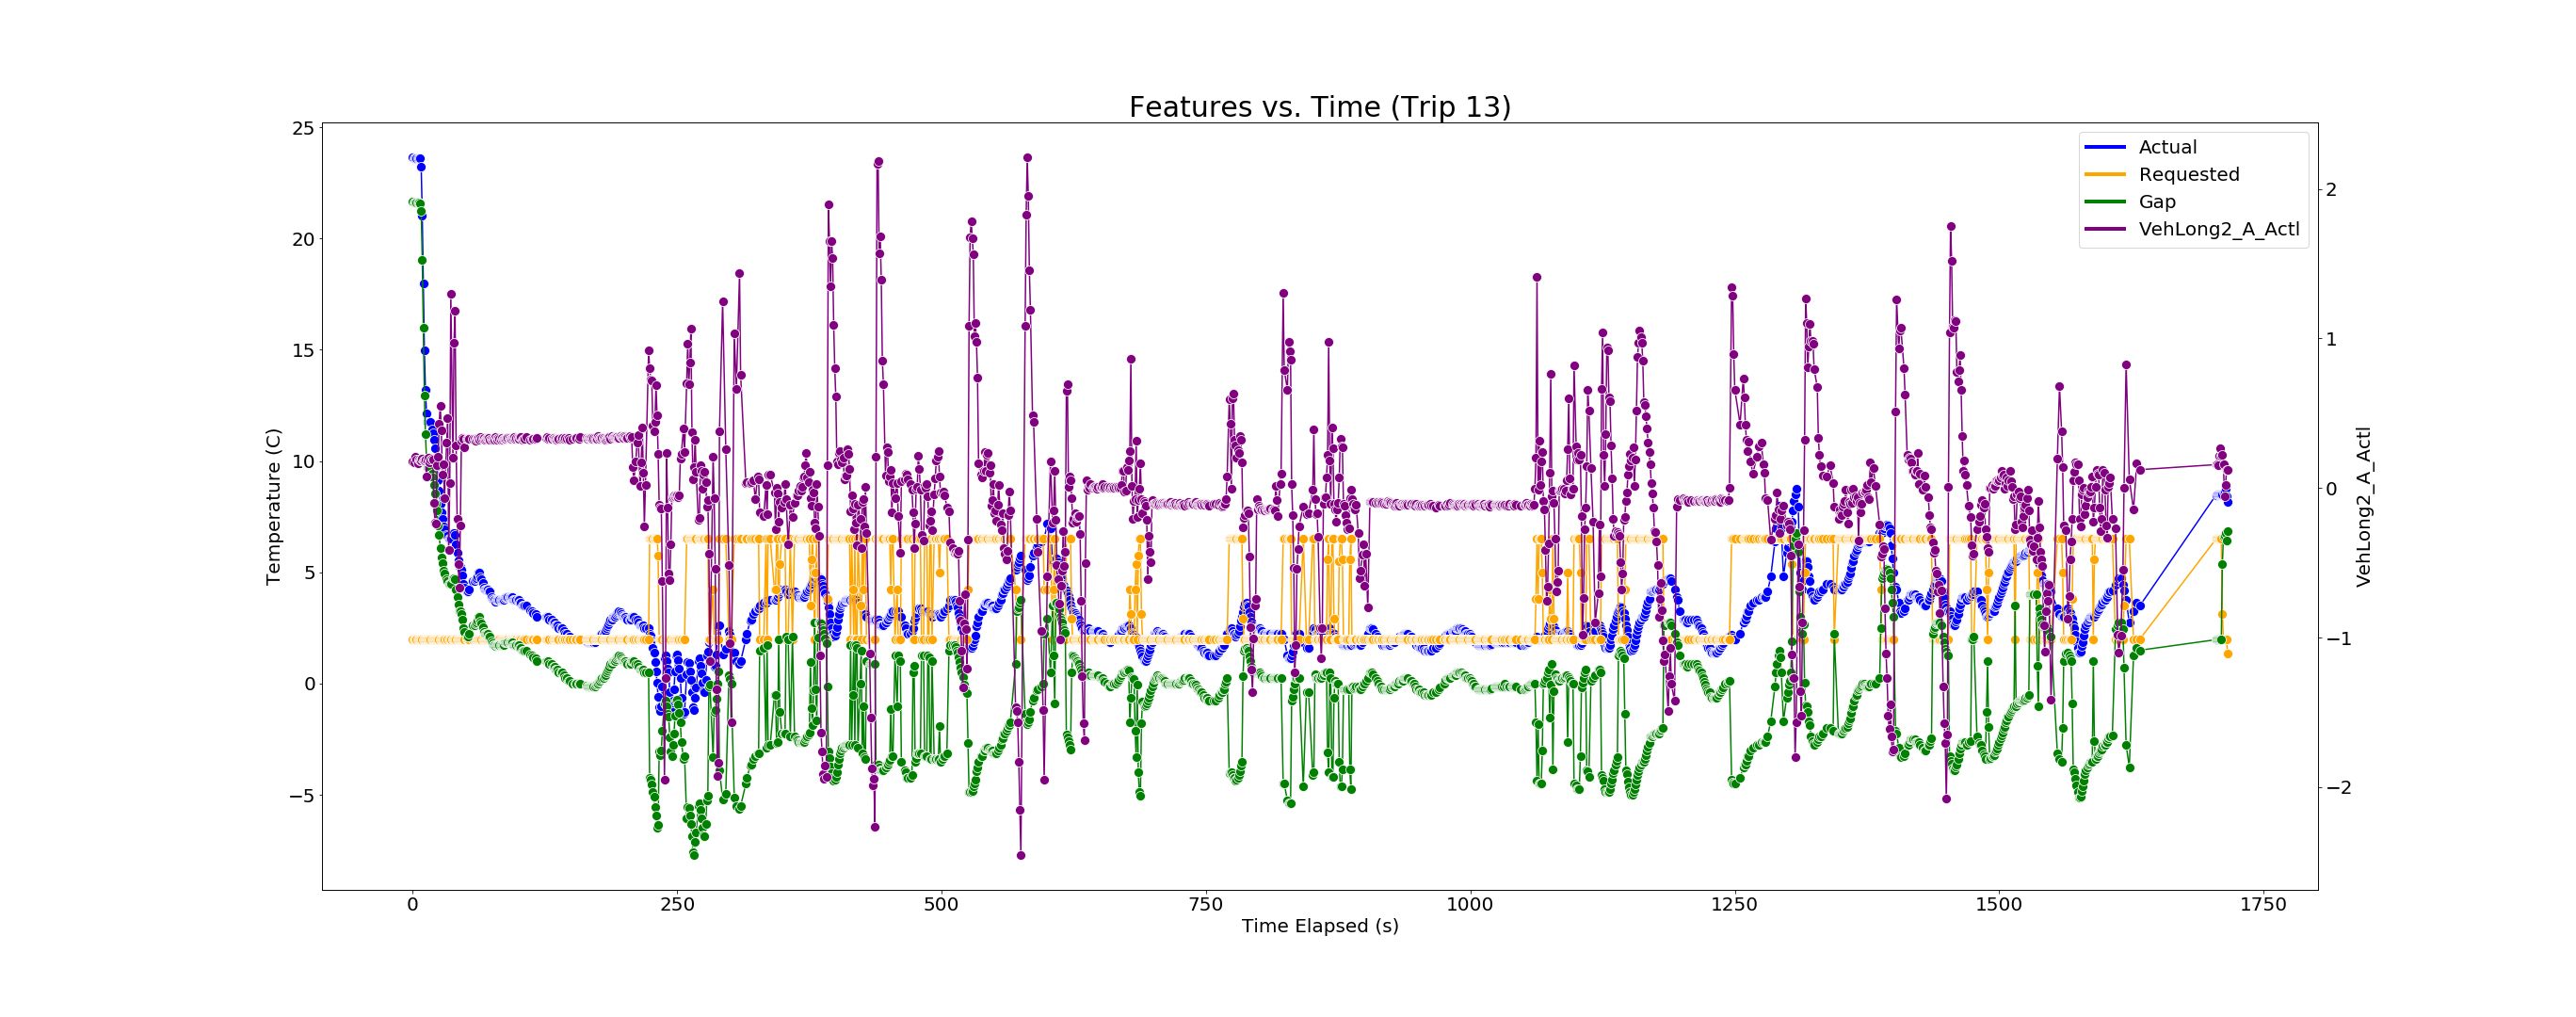 Features vs. Time (Trip 13)
25
20
15
10
5
0
−5
Temperature (C)
Actual
Requested
Gap
VehLong2_A_Actl
2
1
0
−1
−2
VehLong2_A_Actl
0 250 500 750 1000 1250 1500 1750
Time Elapsed (s)